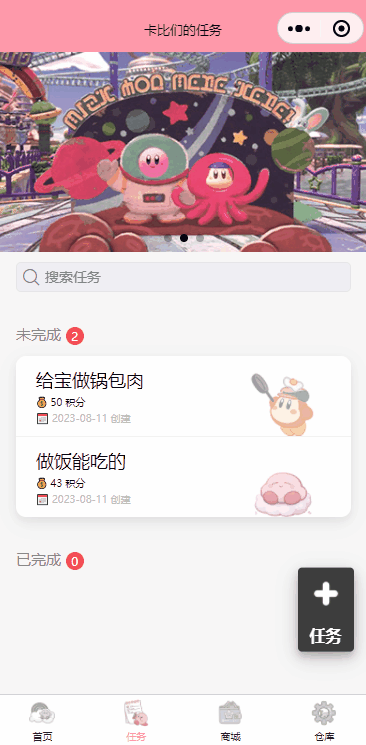 卡比们的任务
搜索任务
未完成 2
给宝做锅包肉
50 积分
2023-08-11 创建
做饭能吃的
43 积分
2023-08-11 创建
已完成 0
任务
首页
任务
商城
仓库